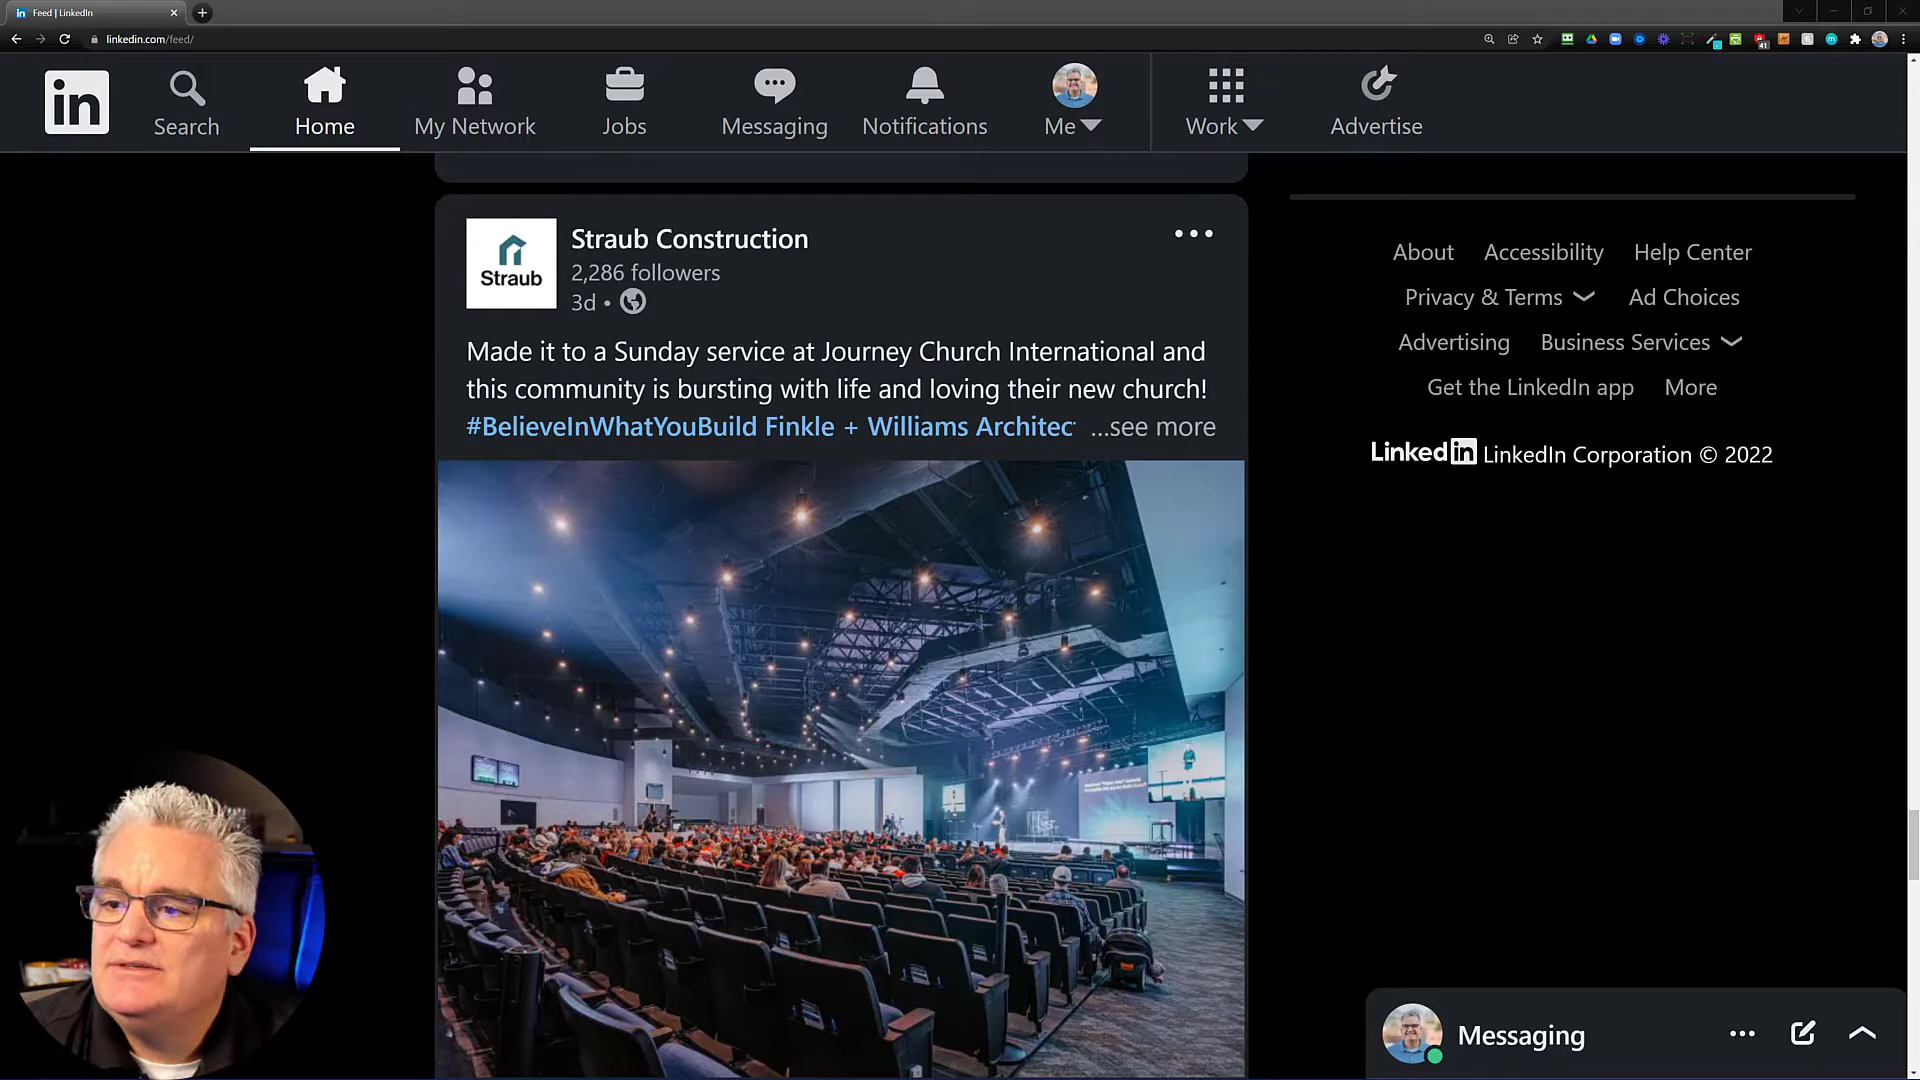 Feed | LinkedIn
linkedin.com/feed/
41
in
Search
Home
My Network
Jobs
Messaging
Notifications
Me
Work
Advertise
Straub
Straub Construction
2,286 followers
3d •
Made it to a Sunday service at Journey Church International and
this community is bursting with life and loving their new church!
#BelieveInWhatYouBuild Finkle + Williams Architec ...see more
About Accessibility Help Center
Privacy & Terms Ad Choices
Advertising Business Services
Get the LinkedIn app More
LinkedIn LinkedIn Corporation © 2022
Messaging